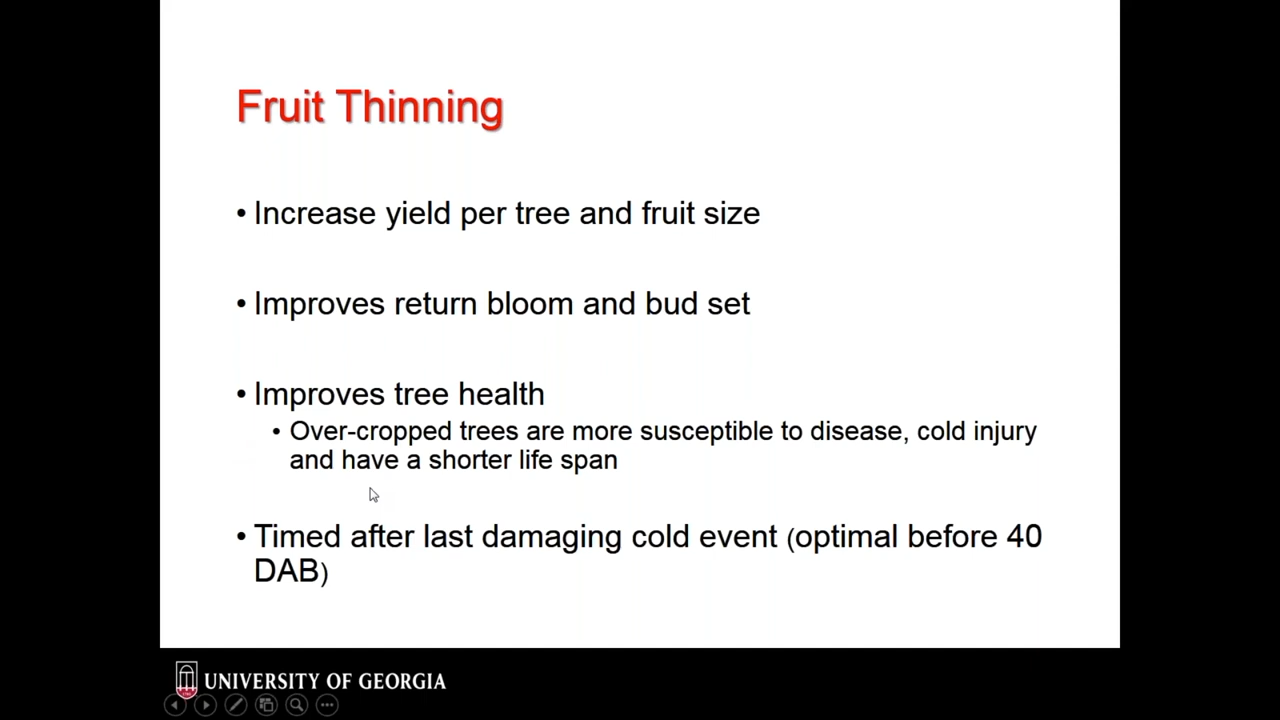 Fruit Thinning
• Increase yield per tree and fruit size
• Improves return bloom and bud set
• Improves tree health
• Over-cropped trees are more susceptible to disease, cold injury
and have a shorter life span
• Timed after last damaging cold event (optimal before 40
DAB)
UNIVERSITY OF GEORGIA